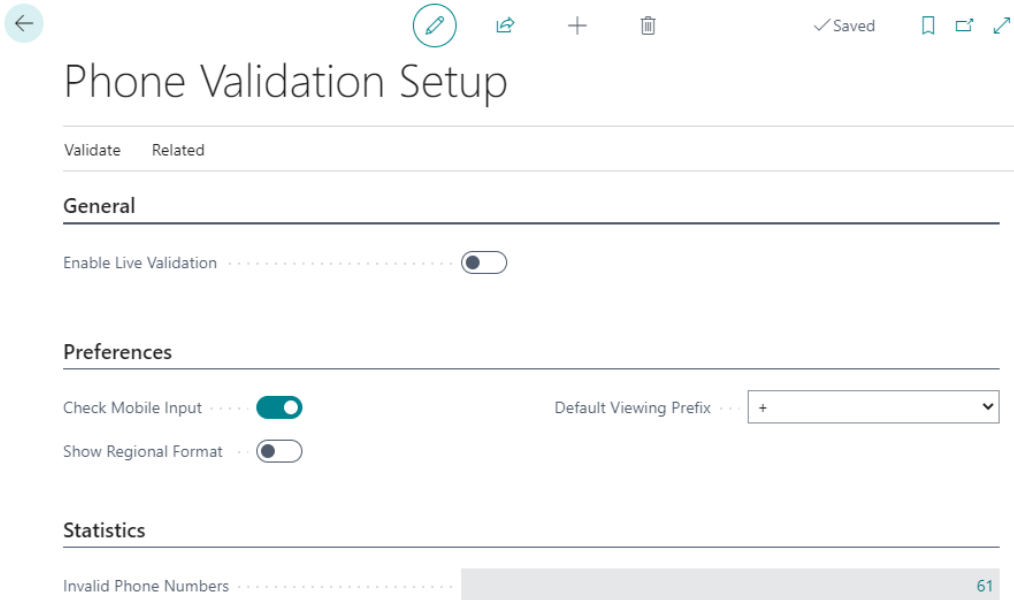 Saved
Phone Validation Setup
Validate Related
General
Enable Live Validation
Preferences
Check Mobile Input Default Viewing Prefix +
Show Regional Format
Statistics
Invalid Phone Numbers 61